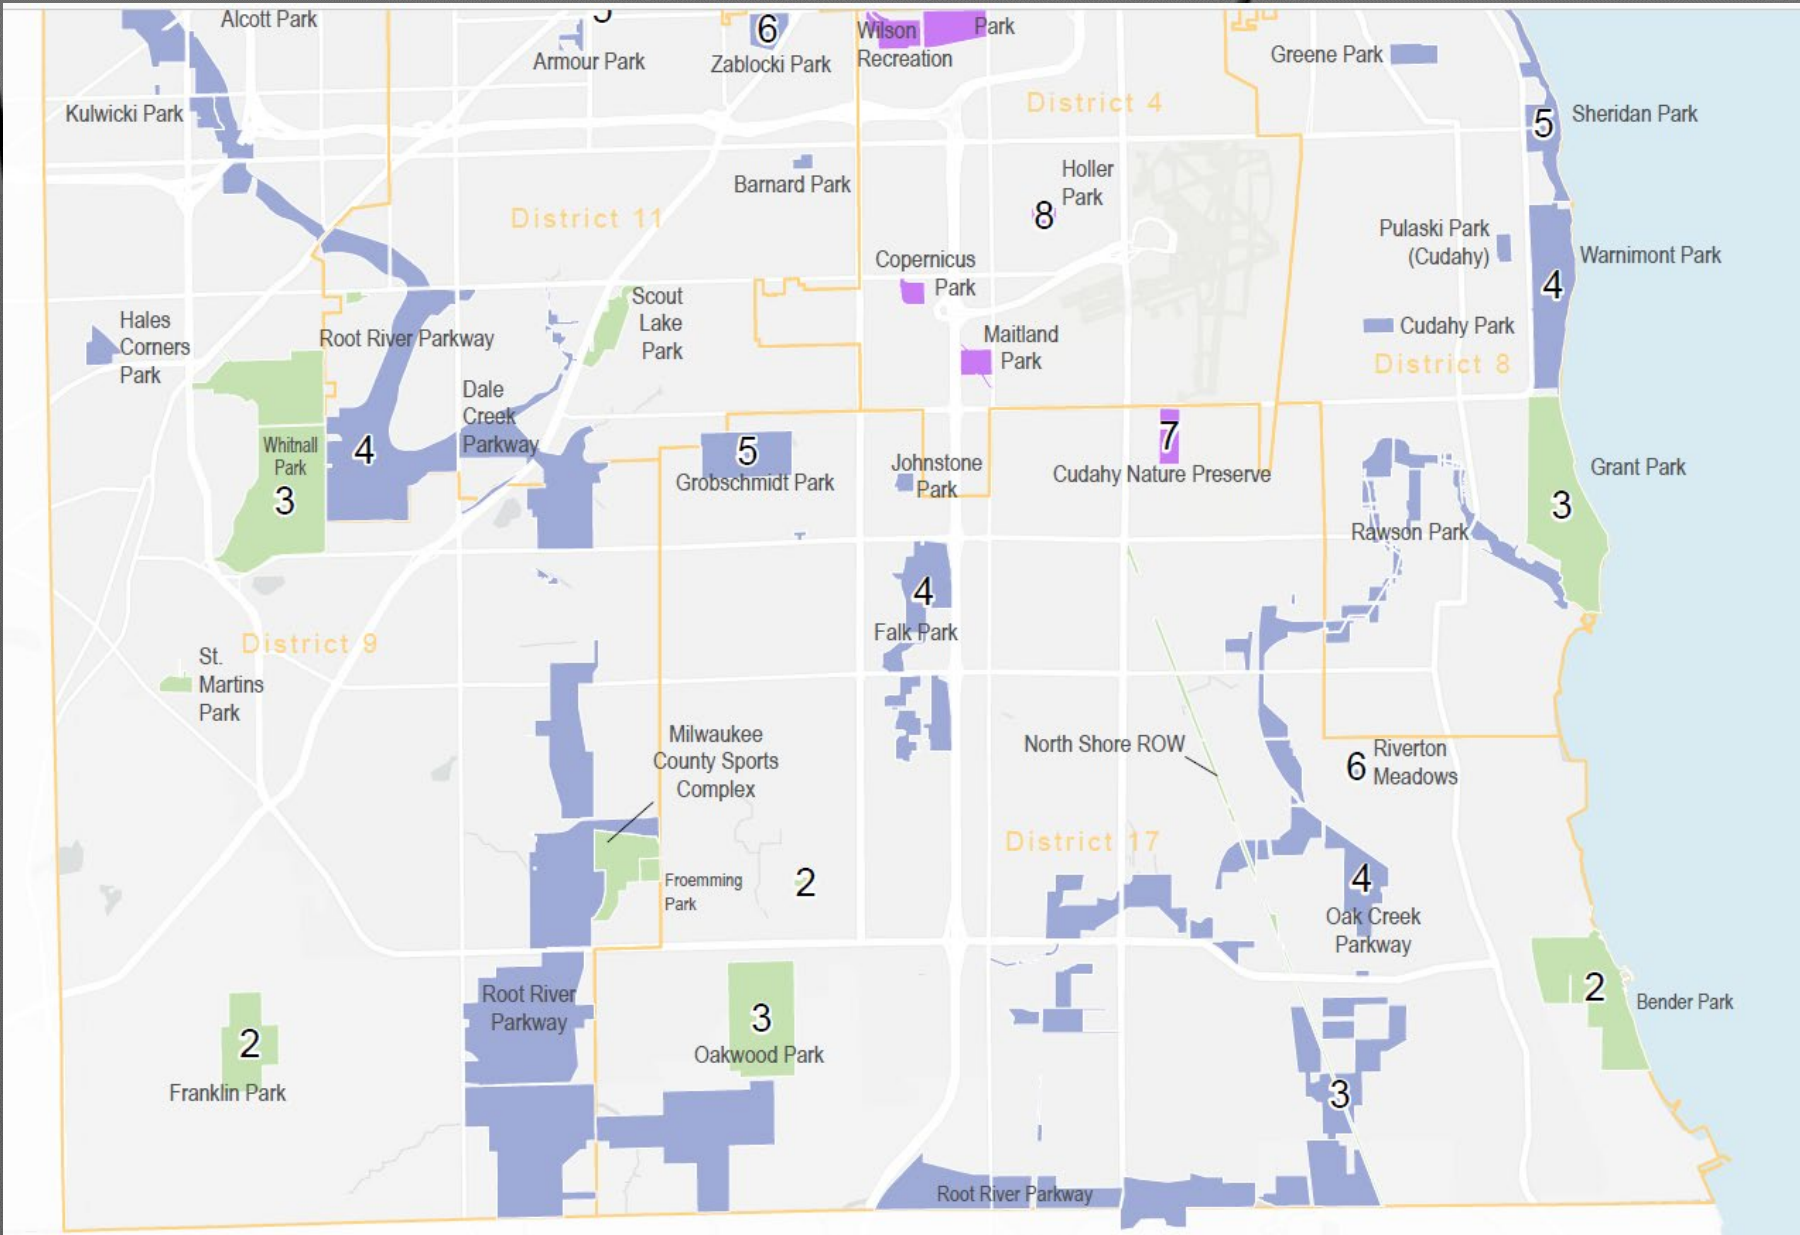 Alcott Park
5
Armour Park
6
Zablocki Park
Wilson
Recreation
Park
Greene Park
Kulwicki Park
District 4
Sheridan Park
5
Barnard Park
Holler
Park
8
District 11
Pulaski Park
(Cudahy)
Warnimont Park
4
Copernicus
Park
Hales
Corners
Park
Root River Parkway
Scout
Lake
Park
Maitland
Park
Cudahy Park
District 8
Dale
Creek
Parkway
Whitnall
Park
3
4
5
Grobschmidt Park
Johnstone
Park
7
Cudahy Nature Preserve
Grant Park
3
Rawson Park
4
Falk Park
District 9
St.
Martins
Park
Milwaukee
County Sports
Complex
North Shore ROW
6
Riverton
Meadows
District 17
Froemming
Park
2
4
Oak Creek
Parkway
Root River
Parkway
2
Bender Park
2
Franklin Park
3
Oakwood Park
3
Root River Parkway